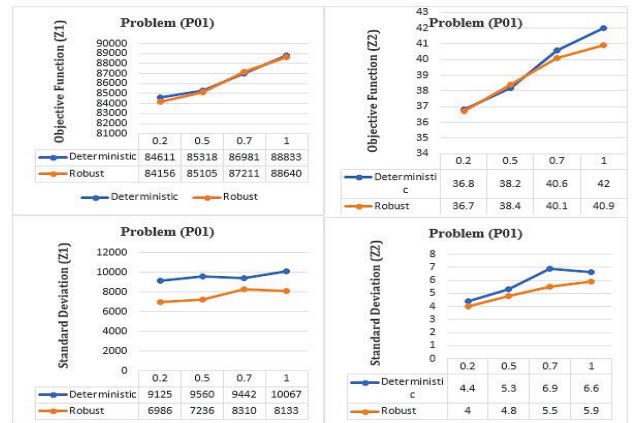 Problem (P01)
Objective Function (Z1)
90000
89000
88000
87000
86000
85000
84000
83000
82000
81000
0.2 0.5 0.7 1
Deterministic 84611 85318 86981 88833
Robust 84156 85105 87211 88640
Deterministic Robust
Problem (P01)
Objective Function (Z2)
43
42
41
40
39
38
37
36
35
34
0.2 0.5 0.7 1
Deterministi
c 36.8 38.2 40.6 42
Robust 36.7 38.4 40.1 40.9
Problem (P01)
Standard Deviation (Z1)
12000
10000
8000
6000
4000
2000
0
0.2 0.5 0.7 1
Deterministic 9125 9560 9442 10067
Robust 6986 7236 8310 8133
Problem (P01)
Standard Deviation (Z2)
8
7
6
5
4
3
2
1
0
0.2 0.5 0.7 1
Deterministi
c 4.4 5.3 6.9 6.6
Robust 4 4.8 5.5 5.9